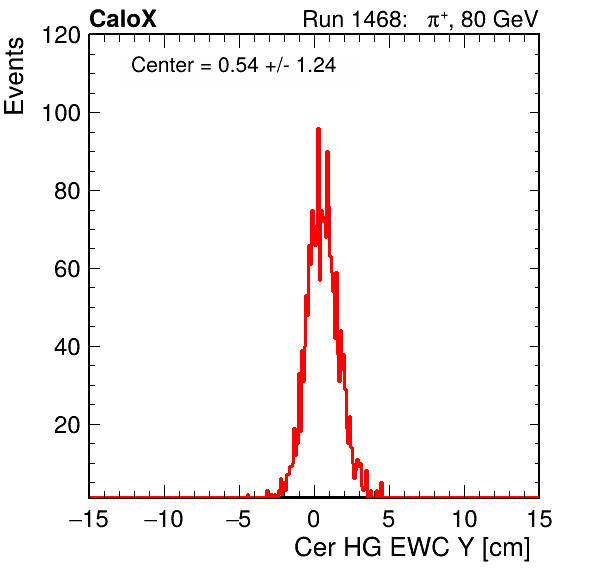 CaloX Run 1468: π⁺, 80 GeV
Center = 0.54 +/- 1.24
Events
120
100
80
60
40
20
−15 −10 −5 0 5 10 15
Cer HG EWC Y [cm]